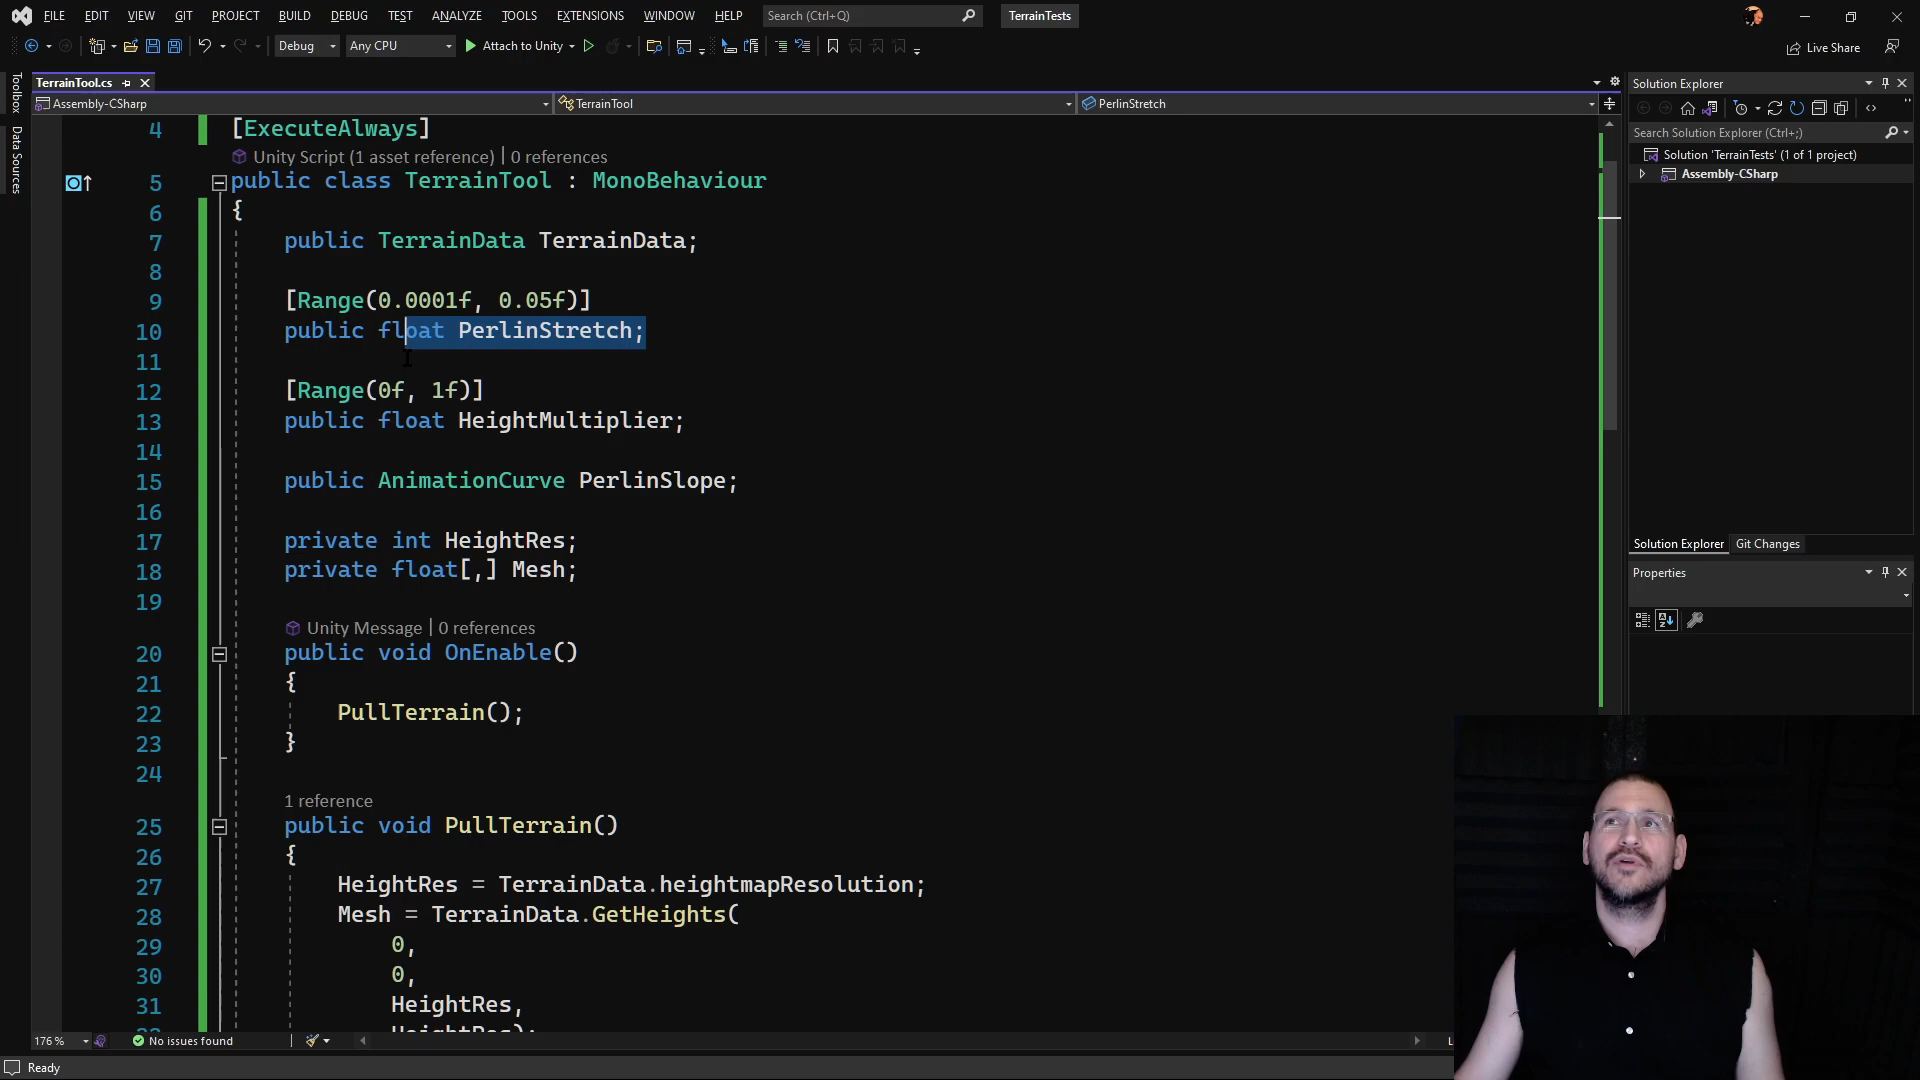 FILE EDIT VIEW GIT PROJECT BUILD DEBUG TEST ANALYZE TOOLS EXTENSIONS WINDOW HELP Search (Ctrl+Q) TerrainTests
Debug Any CPU Attach to Unity Live Share
Toolbox
Data Sources
TerrainTool.cs
Assembly-CSharp TerrainTool PerlinStretch
4 [ExecuteAlways]
Unity Script (1 asset reference) | 0 references
5 public class TerrainTool : MonoBehaviour
6 {
7 public TerrainData TerrainData;
8
9 [Range(0.0001f, 0.05f)]
10 public float PerlinStretch;
11
12 [Range(0f, 1f)]
13 public float HeightMultiplier;
14
15 public AnimationCurve PerlinSlope;
16
17 private int HeightRes;
18 private float[,] Mesh;
19
Unity Message | 0 references
20 public void OnEnable()
21 {
22 PullTerrain();
23 }
24
1 reference
25 public void PullTerrain()
26 {
27 HeightRes = TerrainData.heightmapResolution;
28 Mesh = TerrainData.GetHeights(
29 0,
30 0,
31 HeightRes,
HeightRes);
176 % No issues found
Ready
Solution Explorer
Search Solution Explorer (Ctrl+;)
Solution 'TerrainTests' (1 of 1 project)
Assembly-CSharp
Solution Explorer Git Changes
Properties